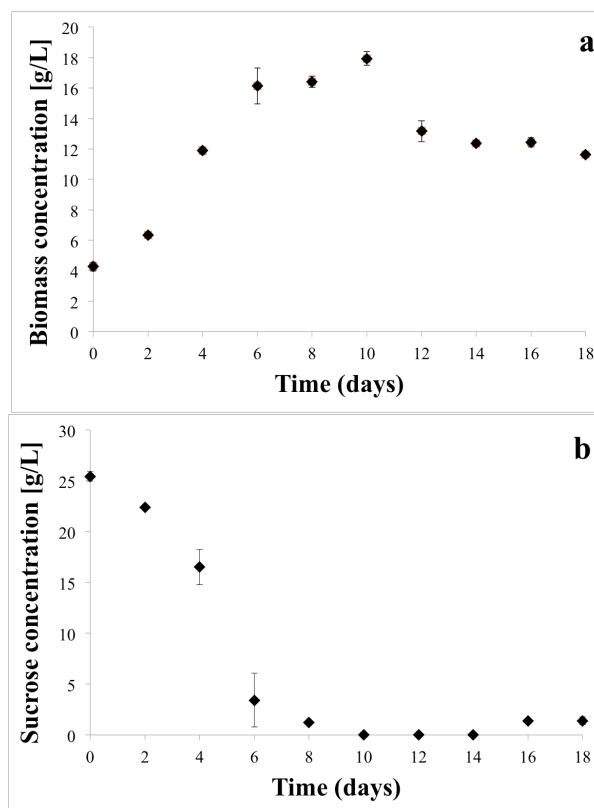 a
Biomass concentration [g/L]
20
18
16
14
12
10
8
6
4
2
0
0 2 4 6 8 10 12 14 16 18
Time (days)
b
Sucrose concentration [g/L]
30
25
20
15
10
5
0
0 2 4 6 8 10 12 14 16 18
Time (days)